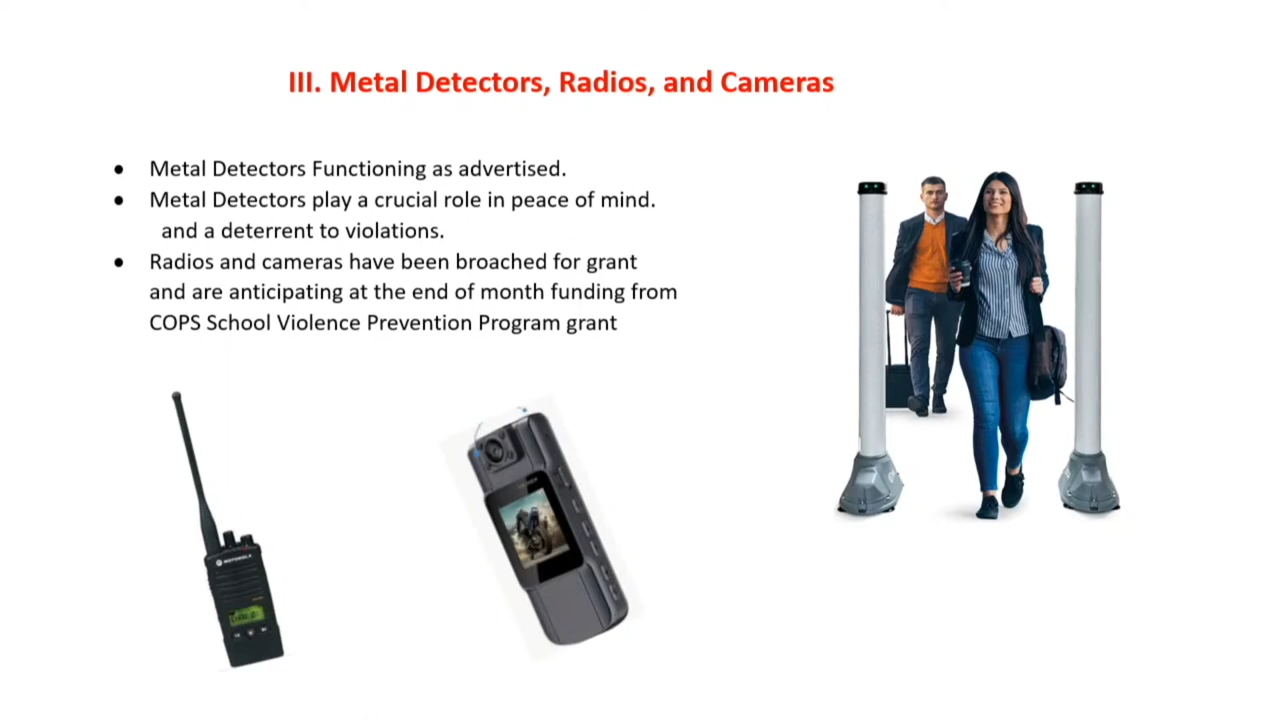 III. Metal Detectors, Radios, and Cameras
● Metal Detectors Functioning as advertised.
● Metal Detectors play a crucial role in peace of mind.
and a deterrent to violations.
● Radios and cameras have been broached for grant
and are anticipating at the end of month funding from
COPS School Violence Prevention Program grant
MOTOROLA